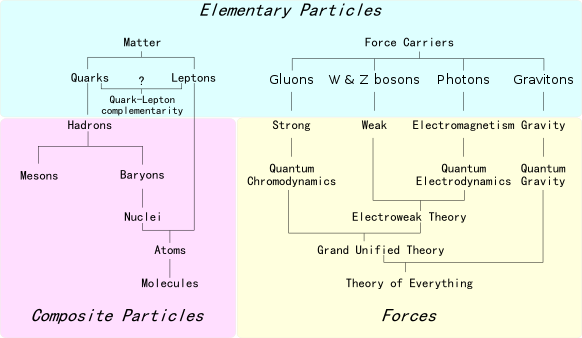 Elementary Particles
Matter
Force Carriers
Quarks ? Leptons
Gluons W & Z bosons Photons Gravitons
Quark-Lepton
complementarity
Hadrons
Strong Weak Electromagnetism Gravity
Mesons Baryons
Quantum Chromodynamics
Quantum Electrodynamics
Quantum Gravity
Nuclei
Electroweak Theory
Atoms
Grand Unified Theory
Molecules
Theory of Everything
Composite Particles
Forces